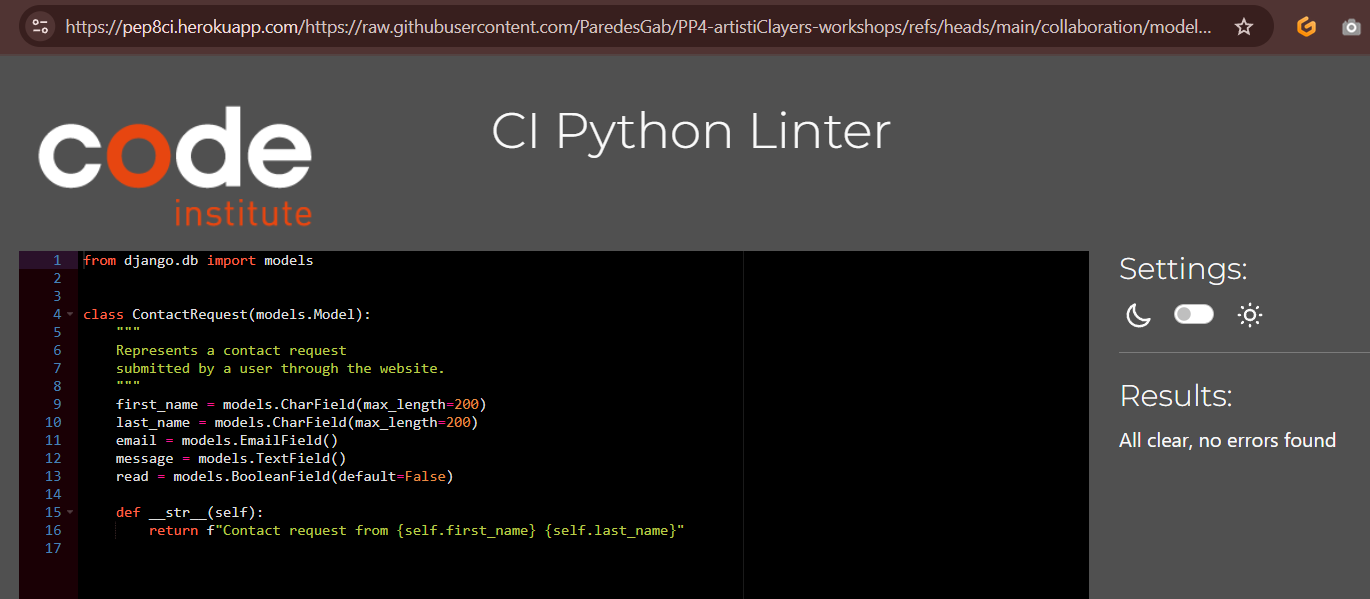 https://pep8ci.herokuapp.com/https://raw.githubusercontent.com/ParedesGab/PP4-artistiClayers-workshops/refs/heads/main/collaboration/model...
code
institute
CI Python Linter
1 from django.db import models
2
3
4 class ContactRequest(models.Model):
5 """
6 Represents a contact request
7 submitted by a user through the website.
8 """
9 first_name = models.CharField(max_length=200)
10 last_name = models.CharField(max_length=200)
11 email = models.EmailField()
12 message = models.TextField()
13 read = models.BooleanField(default=False)
14
15 def __str__(self):
16 return f"Contact request from {self.first_name} {self.last_name}"
17
Settings:
Results:
All clear, no errors found